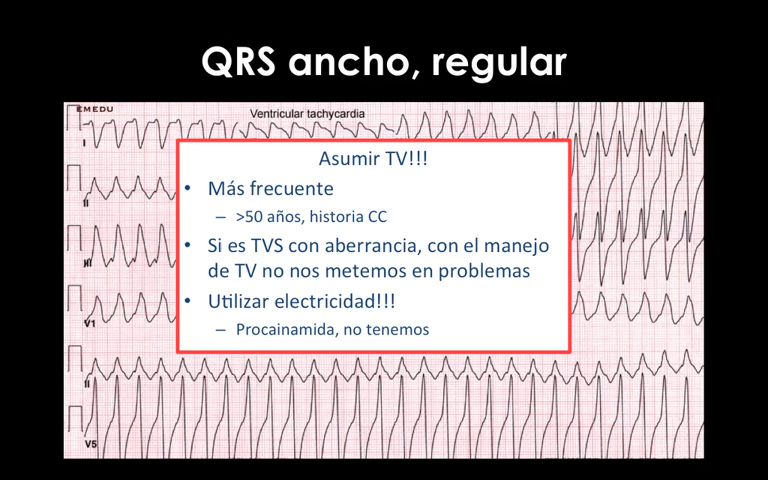 QRS ancho, regular
EMEDU
Ventricular tachycardia
I
II
III
V1
II
V5
Asumir TV!!!
• Más frecuente
– >50 años, historia CC
• Si es TVS con aberrancia, con el manejo
de TV no nos metemos en problemas
• Utilizar electricidad!!!
– Procainamida, no tenemos